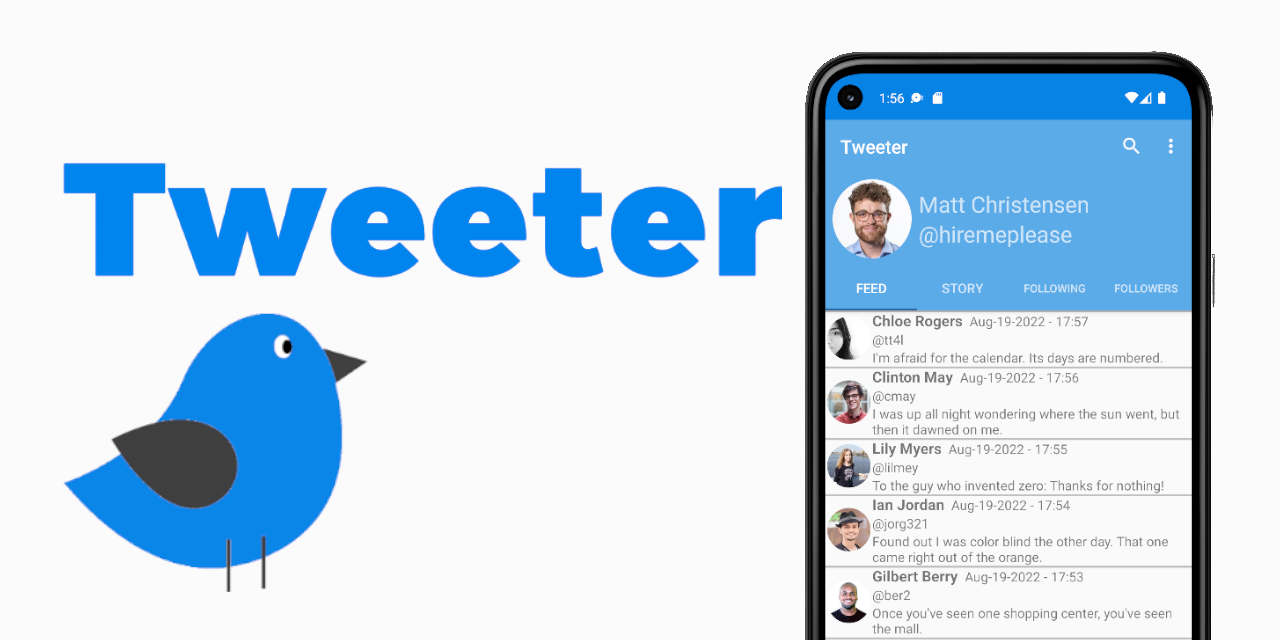 Tweeter
1:56
Tweeter
Matt Christensen
@hiremeplease
FEED STORY FOLLOWING FOLLOWERS
Chloe Rogers Aug-19-2022 - 17:57
@tt4l
I'm afraid for the calendar. Its days are numbered.
Clinton May Aug-19-2022 - 17:56
@cmay
I was up all night wondering where the sun went, but
then it dawned on me.
Lily Myers Aug-19-2022 - 17:55
@lilmey
To the guy who invented zero: Thanks for nothing!
Ian Jordan Aug-19-2022 - 17:54
@jorg321
Found out I was color blind the other day. That one
came right out of the orange.
Gilbert Berry Aug-19-2022 - 17:53
@ber2
Once you've seen one shopping center, you've seen
the mall.